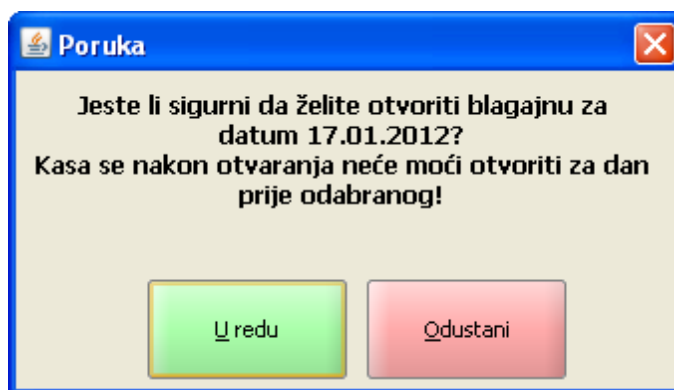 Poruka
Jeste li sigurni da želite otvoriti blagajnu za
datum 17.01.2012?
Kasa se nakon otvaranja neće moći otvoriti za dan
prije odabranog!
U redu
Odustani